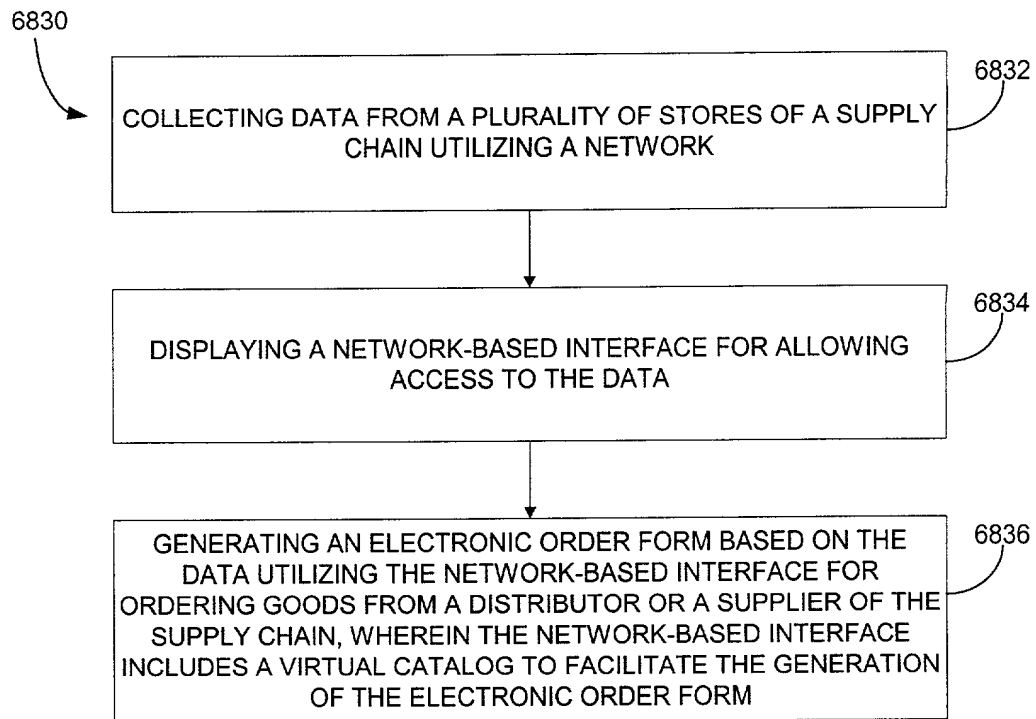 6830
6832
COLLECTING DATA FROM A PLURALITY OF STORES OF A SUPPLY
CHAIN UTILIZING A NETWORK
6834
DISPLAYING A NETWORK-BASED INTERFACE FOR ALLOWING
ACCESS TO THE DATA
6836
GENERATING AN ELECTRONIC ORDER FORM BASED ON THE
DATA UTILIZING THE NETWORK-BASED INTERFACE FOR
ORDERING GOODS FROM A DISTRIBUTOR OR A SUPPLIER OF THE
SUPPLY CHAIN, WHEREIN THE NETWORK-BASED INTERFACE
INCLUDES A VIRTUAL CATALOG TO FACILITATE THE GENERATION
OF THE ELECTRONIC ORDER FORM